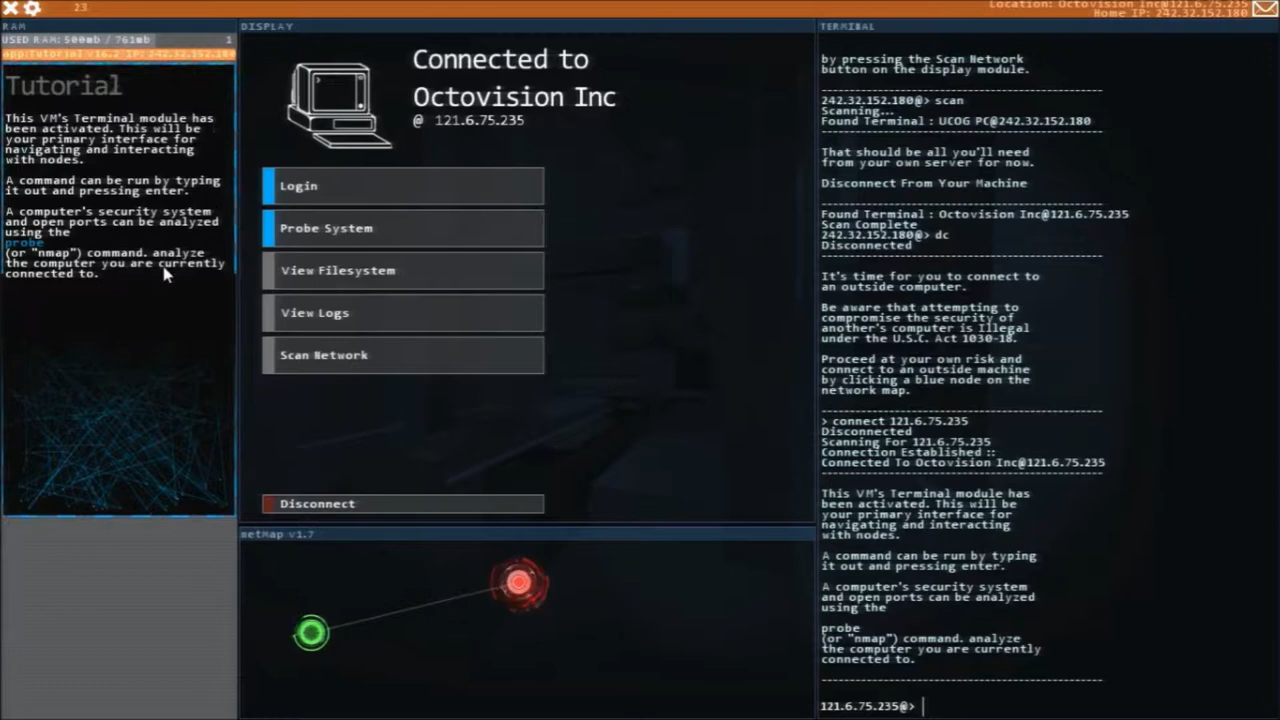 23
Location: Octovision Inc@121.6.75.235
Home IP: 242.32.152.180
RAM
USED RAM: 500mb / 761mb
1
app:Tutorial v16.2 IP: 242.32.152.180
Tutorial
This VM's Terminal module has
been activated. This will be
your primary interface for
navigating and interacting
with nodes.
A command can be run by typing
it out and pressing enter.
A computer's security system
and open ports can be analyzed
using the
probe
(or "nmap") command. analyze
the computer you are currently
connected to.
DISPLAY
Connected to
Octovision Inc
@ 121.6.75.235
Login
Probe System
View Filesystem
View Logs
Scan Network
Disconnect
netMap v1.7
TERMINAL
by pressing the Scan Network
button on the display module.
242.32.152.180@> scan
Scanning...
Found Terminal : UCOG PC@242.32.152.180
That should be all you'll need
from your own server for now.
Disconnect From Your Machine
Found Terminal : Octovision Inc@121.6.75.235
Scan Complete
242.32.152.180@> dc
Disconnected
It's time for you to connect to
an outside computer.
Be aware that attempting to
compromise the security of
another's computer is Illegal
under the U.S.C. Act 1030-18.
Proceed at your own risk and
connect to an outside machine
by clicking a blue node on the
network map.
> connect 121.6.75.235
Disconnected
Scanning For 121.6.75.235
Connection Established ::
Connected To Octovision Inc@121.6.75.235
This VM's Terminal module has
been activated. This will be
your primary interface for
navigating and interacting
with nodes.
A command can be run by typing
it out and pressing enter.
A computer's security system
and open ports can be analyzed
using the
probe
(or "nmap") command. analyze
the computer you are currently
connected to.
121.6.75.235@>